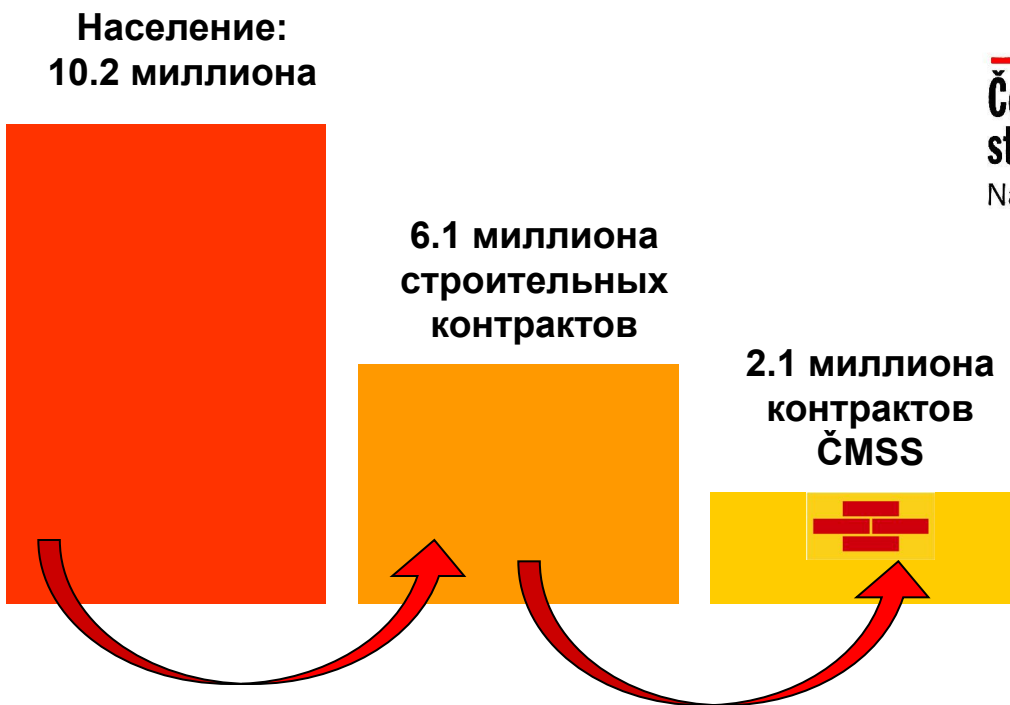 Население:
10.2 миллиона
6.1 миллиона
строительных
контрактов
2.1 миллиона
контрактов
ČMSS